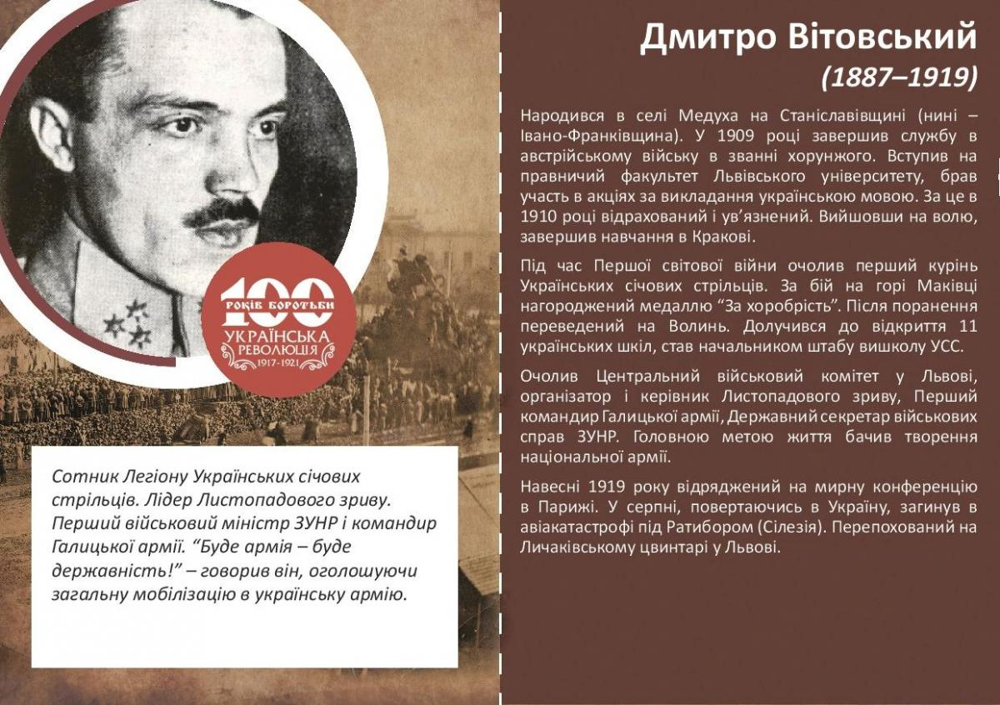 100
РОКІВ БОРОТЬБИ
УКРАЇНСЬКА
РЕВОЛЮЦІЯ
1917-1921
Сотник Легіону Українських січових
стрільців. Лідер Листопадового зриву.
Перший військовий міністр ЗУНР і командир
Галицької армії. “Буде армія – буде
державність!” – говорив він, оголошуючи
загальну мобілізацію в українську армію.
Дмитро Вітовський
(1887–1919)
Народився в селі Медуха на Станіславівщині (нині –
Івано-Франківщина). У 1909 році завершив службу в
австрійському війську в званні хорунжого. Вступив на
правничий факультет Львівського університету, брав
участь в акціях за викладання українською мовою. За це в
1910 році відрахований і ув’язнений. Вийшовши на волю,
завершив навчання в Кракові.
Під час Першої світової війни очолив перший курінь
Українських січових стрільців. За бій на горі Маківці
нагороджений медаллю “За хоробрість”. Після поранення
переведений на Волинь. Долучився до відкриття 11
українських шкіл, став начальником штабу вишколу УСС.
Очолив Центральний військовий комітет у Львові,
організатор і керівник Листопадового зриву, Перший
командир Галицької армії, Державний секретар військових
справ ЗУНР. Головною метою життя бачив творення
національної армії.
Навесні 1919 року відряджений на мирну конференцію
в Парижі. У серпні, повертаючись в Україну, загинув в
авіакатастрофі під Ратибором (Сілезія). Перепохований на
Личаківському цвинтарі у Львові.